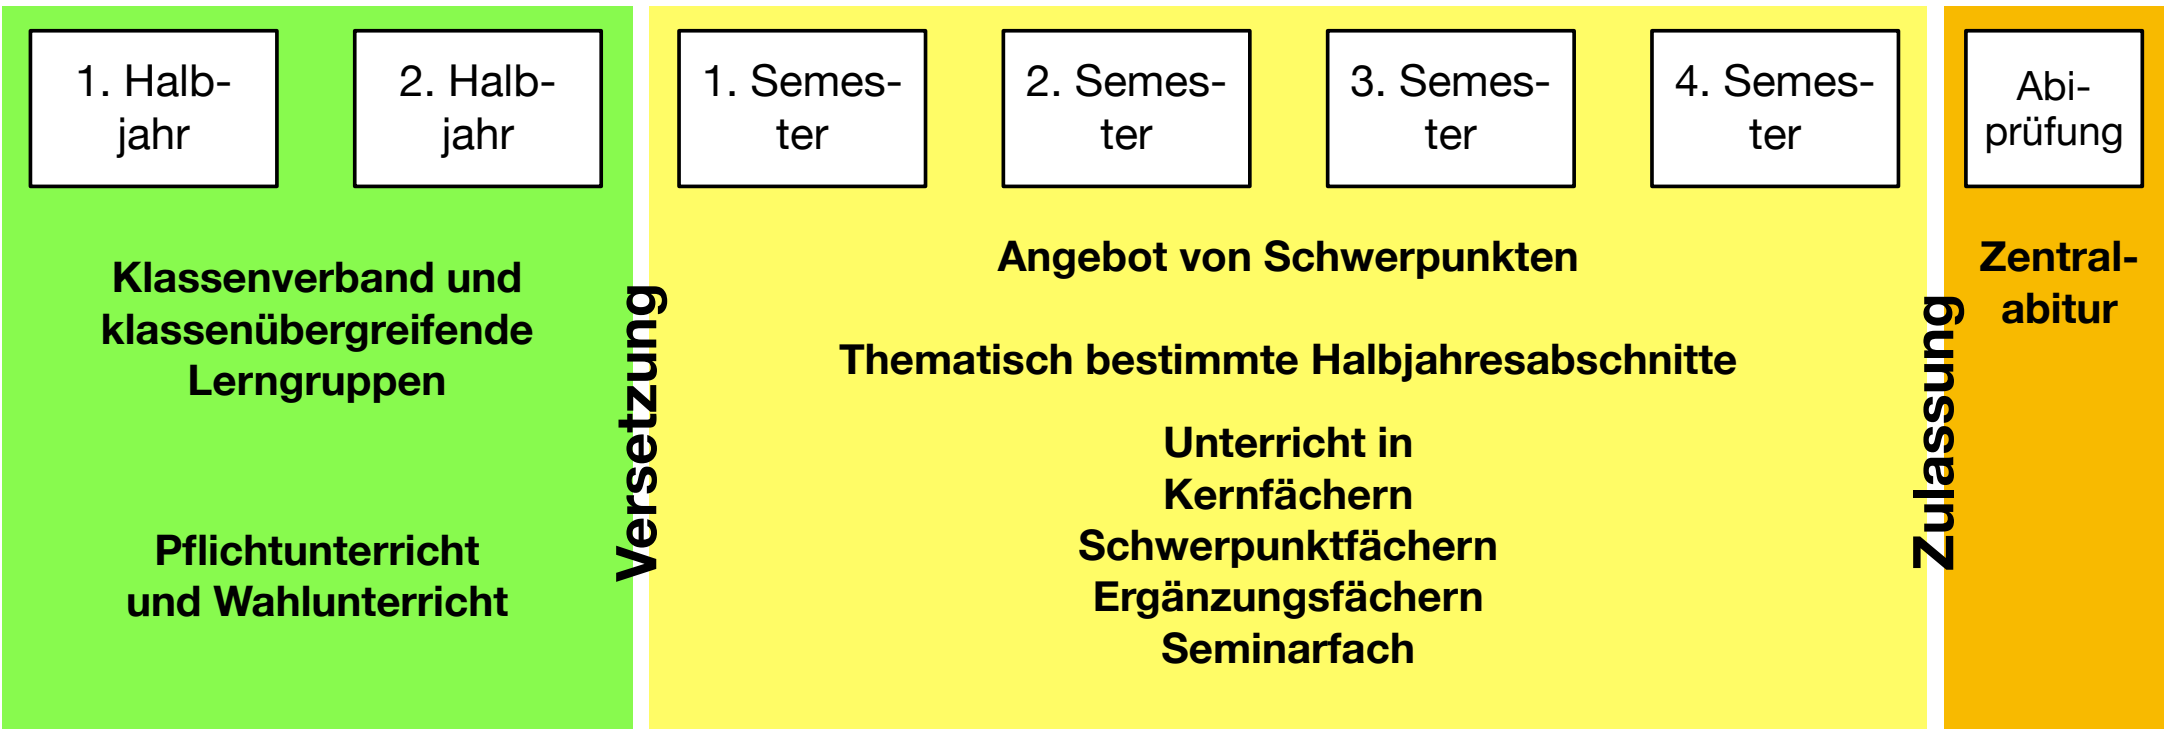 1. Halb-
jahr
2. Halb-
jahr
Klassenverband und
klassenübergreifende
Lerngruppen
Pflichtunterricht
und Wahlunterricht
Versetzung
1. Semes-
ter
2. Semes-
ter
3. Semes-
ter
4. Semes-
ter
Angebot von Schwerpunkten
Thematisch bestimmte Halbjahresabschnitte
Unterricht in
Kernfächern
Schwerpunktfächern
Ergänzungsfächern
Seminarfach
Zulassung
Abi-
prüfung
Zentral-
abitur